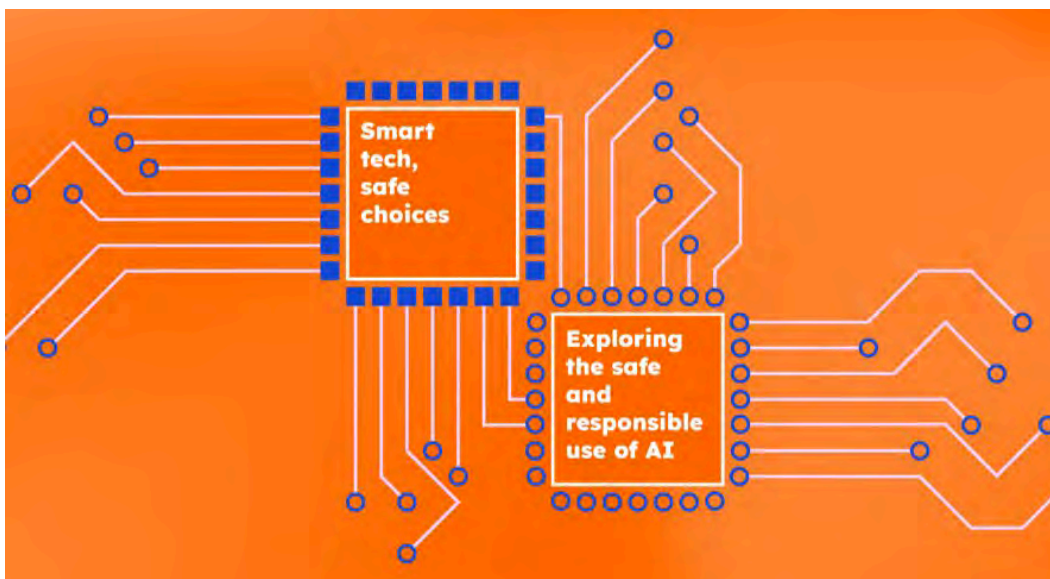 Smart
tech,
safe
choices
Exploring
the safe
and
responsible
use of AI